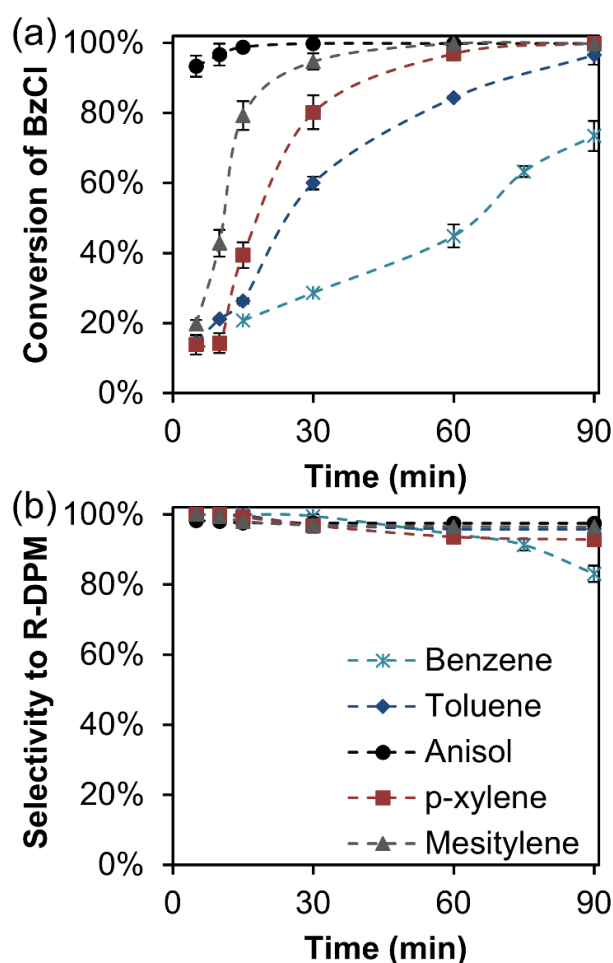 (a)
100%
80%
60%
40%
20%
0%
Conversion of BzCl
0 30 60 90
Time (min)
(b)
100%
80%
60%
40%
20%
0%
Selectivity to R-DPM
Benzene
Toluene
Anisol
p-xylene
Mesitylene
0 30 60 90
Time (min)